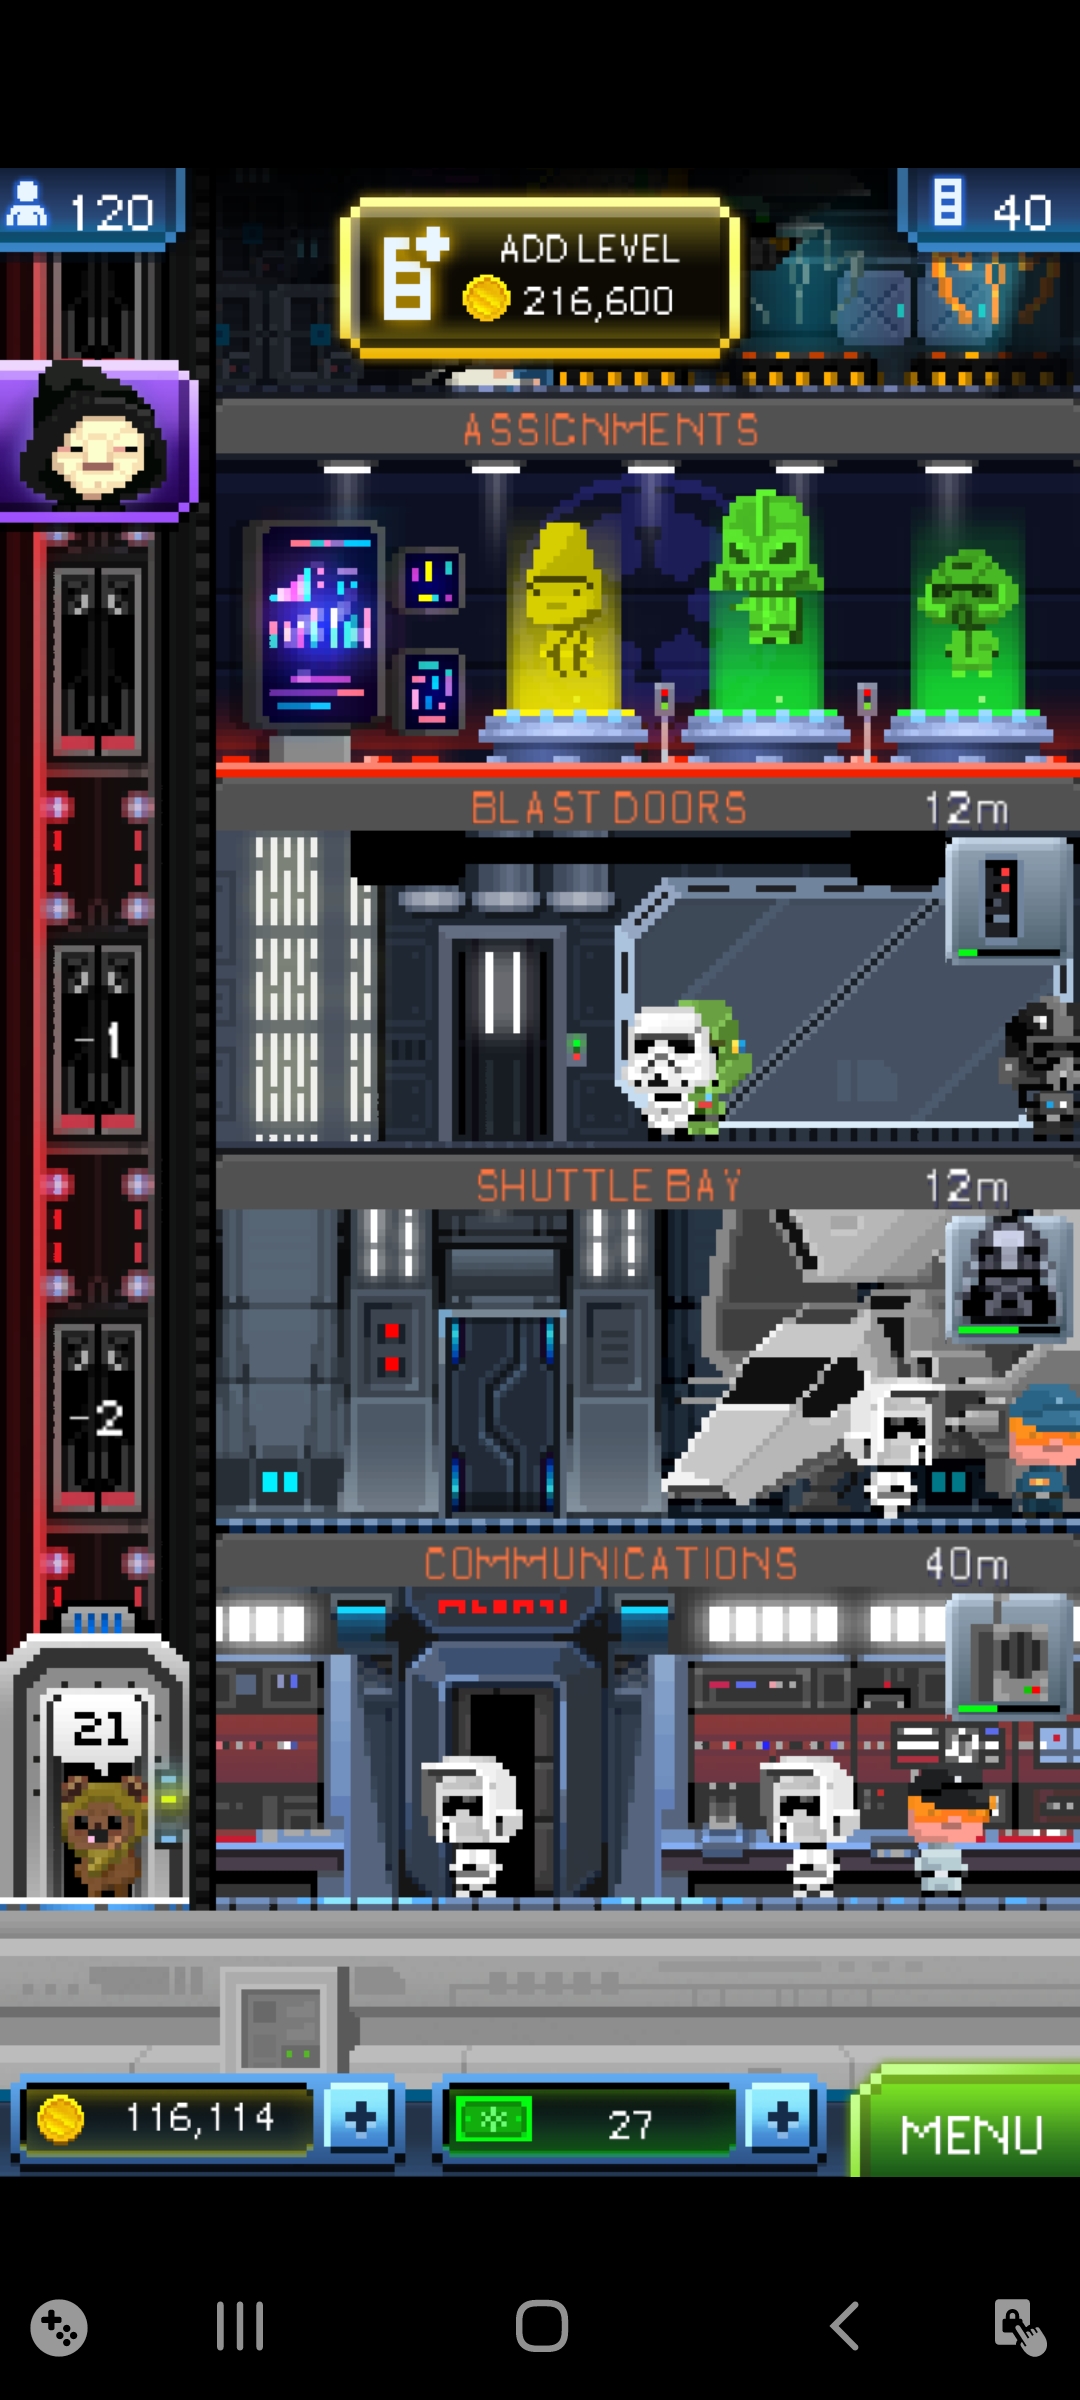 120
ADD LEVEL
216,600
40
ASSIGNMENTS
BLAST DOORS
12m
-1
SHUTTLE BAY
12m
-2
COMMUNICATIONS
40m
21
116,114
27
MENU